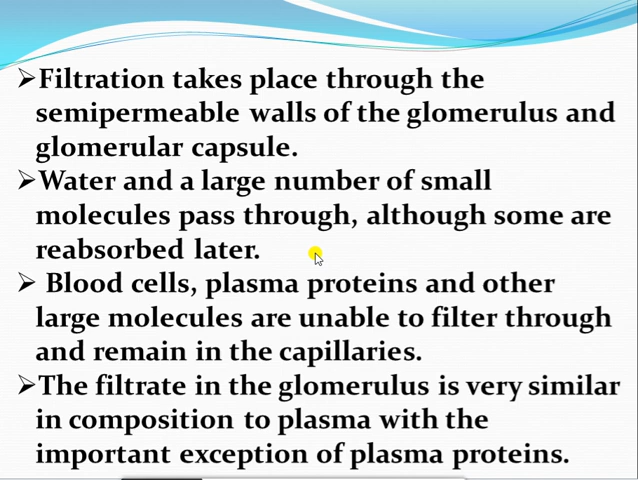 ➢Filtration takes place through the
semipermeable walls of the glomerulus and
glomerular capsule.
➢Water and a large number of small
molecules pass through, although some are
reabsorbed later.
➢ Blood cells, plasma proteins and other
large molecules are unable to filter through
and remain in the capillaries.
➢The filtrate in the glomerulus is very similar
in composition to plasma with the
important exception of plasma proteins.